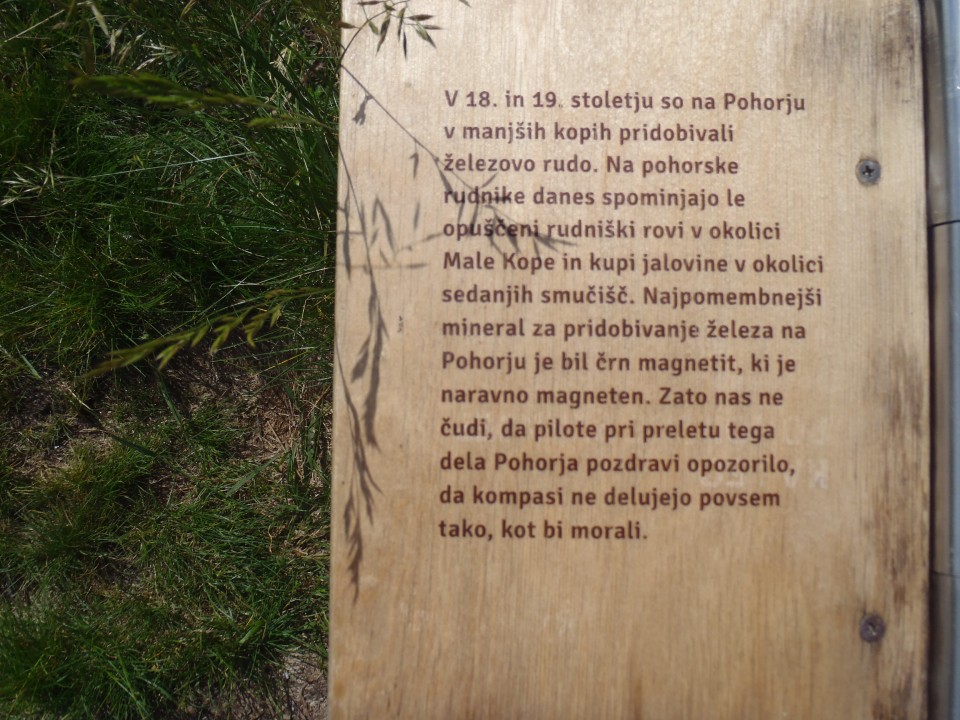 V 18. in 19. stoletju so na Pohorju
v manjših kopih pridobivali
železovo rudo. Na pohorske
rudnike danes spominjajo le
opuščeni rudniški rovi v okolici
Male Kope in kupi jalovine v okolici
sedanjih smučišč. Najpomembnejši
mineral za pridobivanje železa na
Pohorju je bil črn magnetit, ki je
naravno magneten. Zato nas ne
čudi, da pilote pri preletu tega
dela Pohorja pozdravi opozorilo,
da kompasi ne delujejo povsem
tako, kot bi morali.